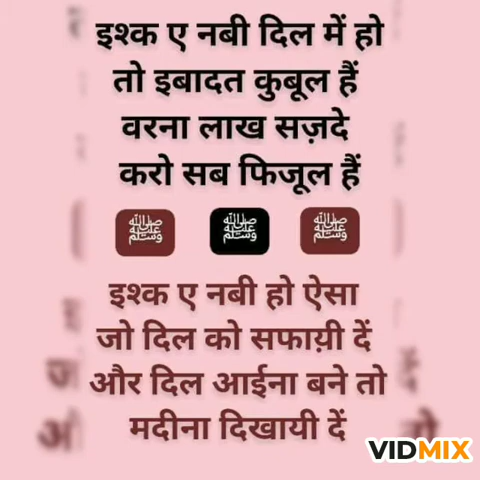 इश्क ए नबी दिल में हो
तो इबादत कुबूल हैं
वरना लाख सज़दे
करो सब फिजूल हैं
ﷺ ﷺ ﷺ
इश्क ए नबी हो ऐसा
जो दिल को सफाय़ी दें
और दिल आईना बने तो
मदीना दिखायी दें
VIDMIX